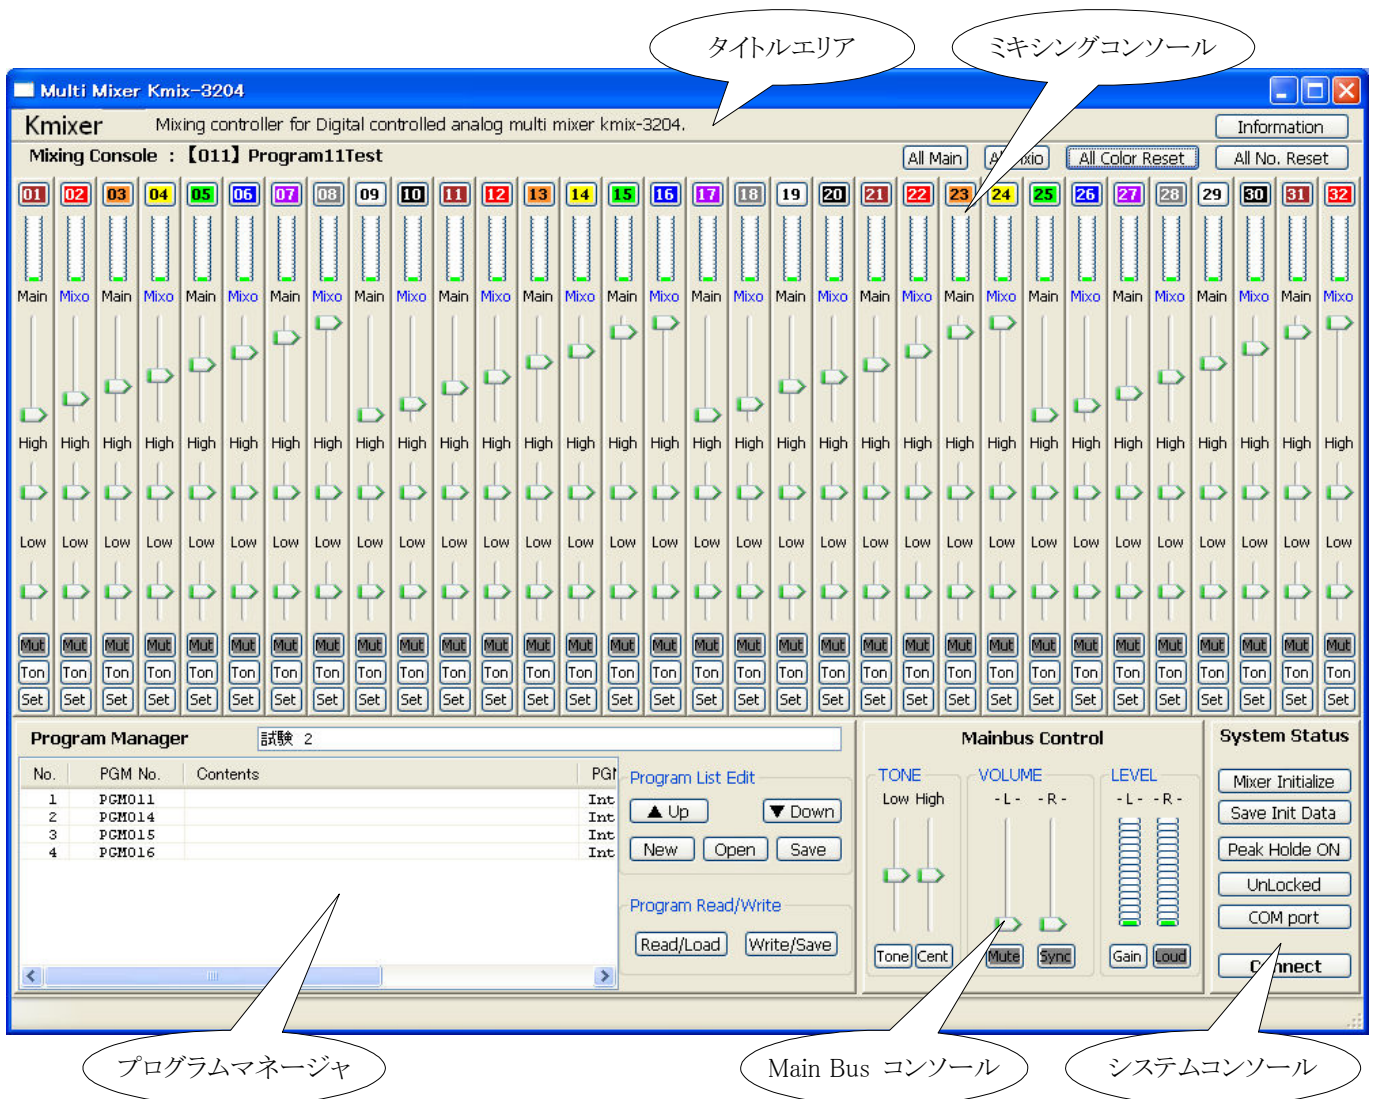 タイトルエリア
ミキシングコンソール
Multi Mixer Kmix-3204
Kmixer Mixing controller for Digital controlled analog multi mixer kmix-3204. Information
Mixing Console : 【011】Program11Test All Main All Color Reset All No. Reset
01 02 03 04 05 06 07 08 09 10 11 12 13 14 15 16 17 18 19 20 21 22 23 24 25 26 27 28 29 30 31 32
Main Mixo Main Mixo Main Mixo Main Mixo Main Mixo Main Mixo Main Mixo Main Mixo Main Mixo Main Mixo Main Mixo Main Mixo Main Mixo Main Mixo Main Mixo Main Mixo
High High High High High High High High High High High High High High High High High High High High High High High High High High High High High High High High
Low Low Low Low Low Low Low Low Low Low Low Low Low Low Low Low Low Low Low Low Low Low Low Low Low Low Low Low Low Low Low Low
Mut Mut Mut Mut Mut Mut Mut Mut Mut Mut Mut Mut Mut Mut Mut Mut Mut Mut Mut Mut Mut Mut Mut Mut Mut Mut Mut Mut Mut Mut Mut Mut
Ton Ton Ton Ton Ton Ton Ton Ton Ton Ton Ton Ton Ton Ton Ton Ton Ton Ton Ton Ton Ton Ton Ton Ton Ton Ton Ton Ton Ton Ton Ton Ton
Set Set Set Set Set Set Set Set Set Set Set Set Set Set Set Set Set Set Set Set Set Set Set Set Set Set Set Set Set Set Set Set
Program Manager 試験 2
No. PGM No. Contents PGM
1 PGM011 Int
2 PGM014 Int
3 PGM015 Int
4 PGM016 Int
Program List Edit
▲ Up ▼ Down
New Open Save
Program Read/Write
Read/Load Write/Save
Mainbus Control
TONE VOLUME LEVEL
Low High - L - - R - - L - - R -
Tone Cent Mute Sync Gain Loud
System Status
Mixer Initialize
Save Init Data
Peak Holde ON
UnLocked
COM port
Connect
プログラムマネージャ
Main Bus コンソール
システムコンソール